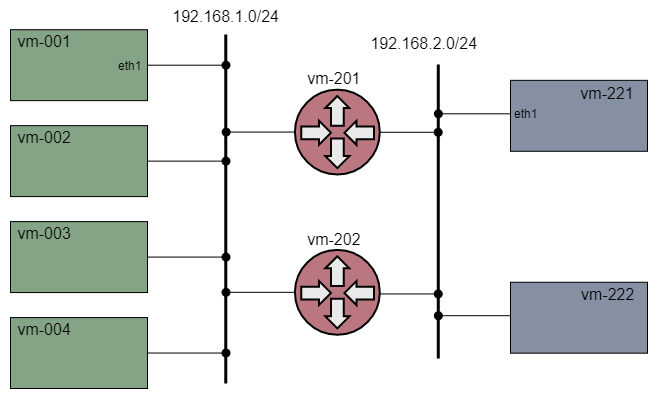 192.168.1.0/24
192.168.2.0/24
vm-001
eth1
vm-002
vm-003
vm-004
vm-201
vm-202
vm-221
eth1
vm-222